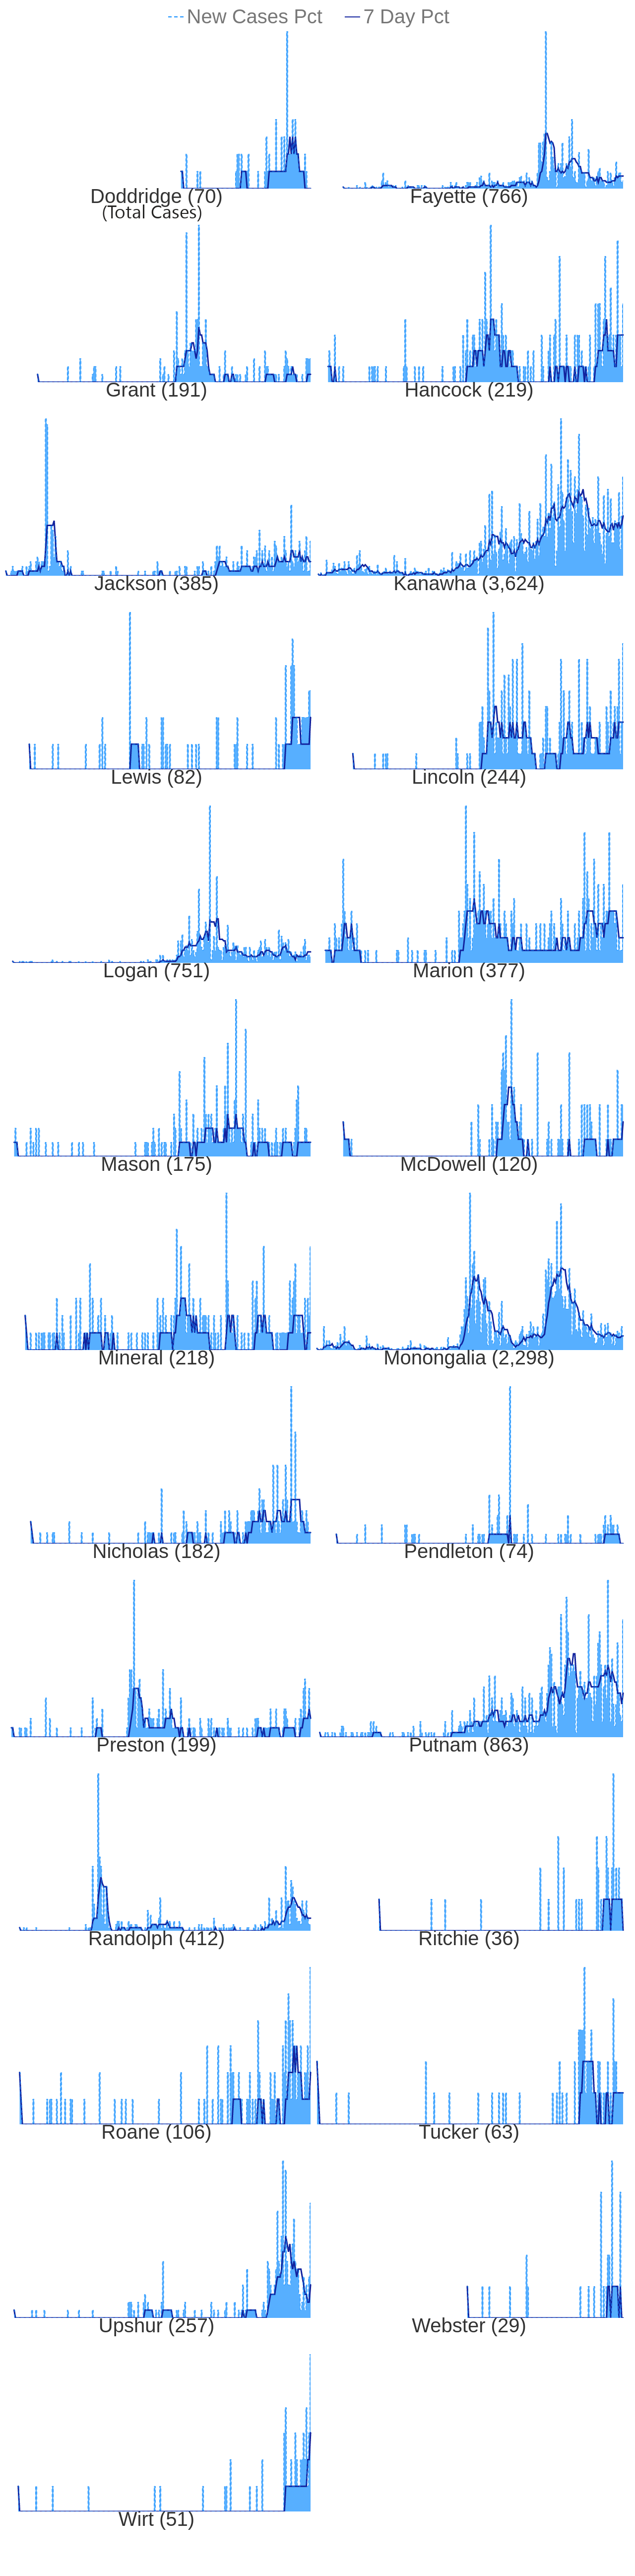 New Cases Pct 7 Day Pct
Doddridge (70) Fayette (766)
(Total Cases)
Grant (191) Hancock (219)
Jackson (385) Kanawha (3,624)
Lewis (82) Lincoln (244)
Logan (751) Marion (377)
Mason (175) McDowell (120)
Mineral (218) Monongalia (2,298)
Nicholas (182) Pendleton (74)
Preston (199) Putnam (863)
Randolph (412) Ritchie (36)
Roane (106) Tucker (63)
Upshur (257) Webster (29)
Wirt (51)